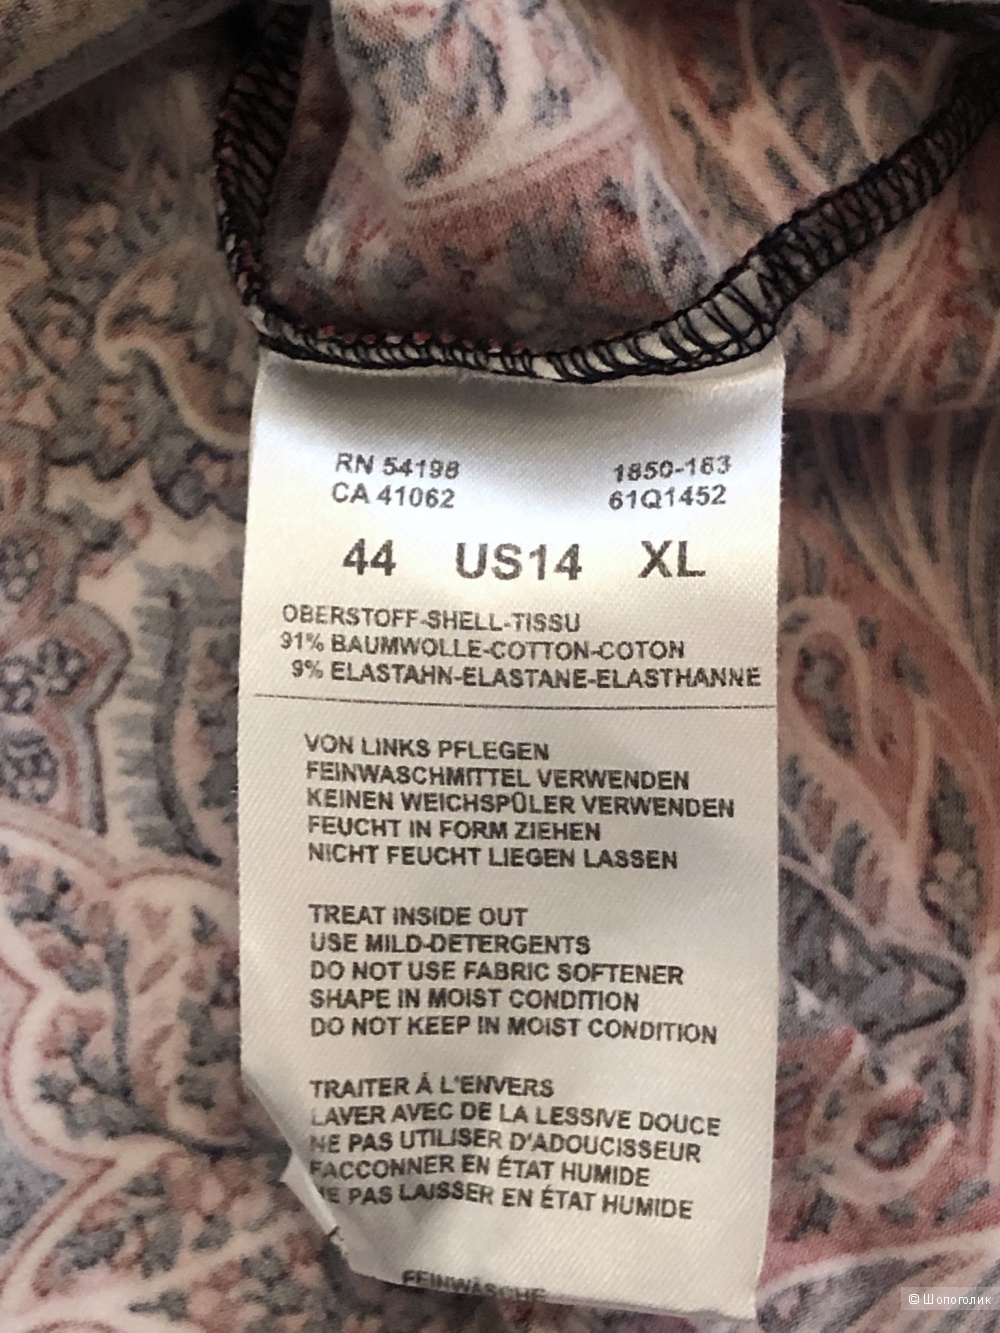 RN 54198 1850-163
CA 41062 61Q1452
44 US14 XL
OBERSTOFF-SHELL-TISSU
91% BAUMWOLLE-COTTON-COTON
9% ELASTAHN-ELASTANE-ELASTHANNE
VON LINKS PFLEGEN
FEINWASCHMITTEL VERWENDEN
KEINEN WEICHSPÜLER VERWENDEN
FEUCHT IN FORM ZIEHEN
NICHT FEUCHT LIEGEN LASSEN
TREAT INSIDE OUT
USE MILD-DETERGENTS
DO NOT USE FABRIC SOFTENER
SHAPE IN MOIST CONDITION
DO NOT KEEP IN MOIST CONDITION
TRAITER Á L'ENVERS
LAVER AVEC DE LA LESSIVE DOUCE
NE PAS UTILISER D'ADOUCISSEUR
FACCONNER EN ÉTAT HUMIDE
NE PAS LAISSER EN ÉTAT HUMIDE
FEINWÄSCHE
© Шопоголик